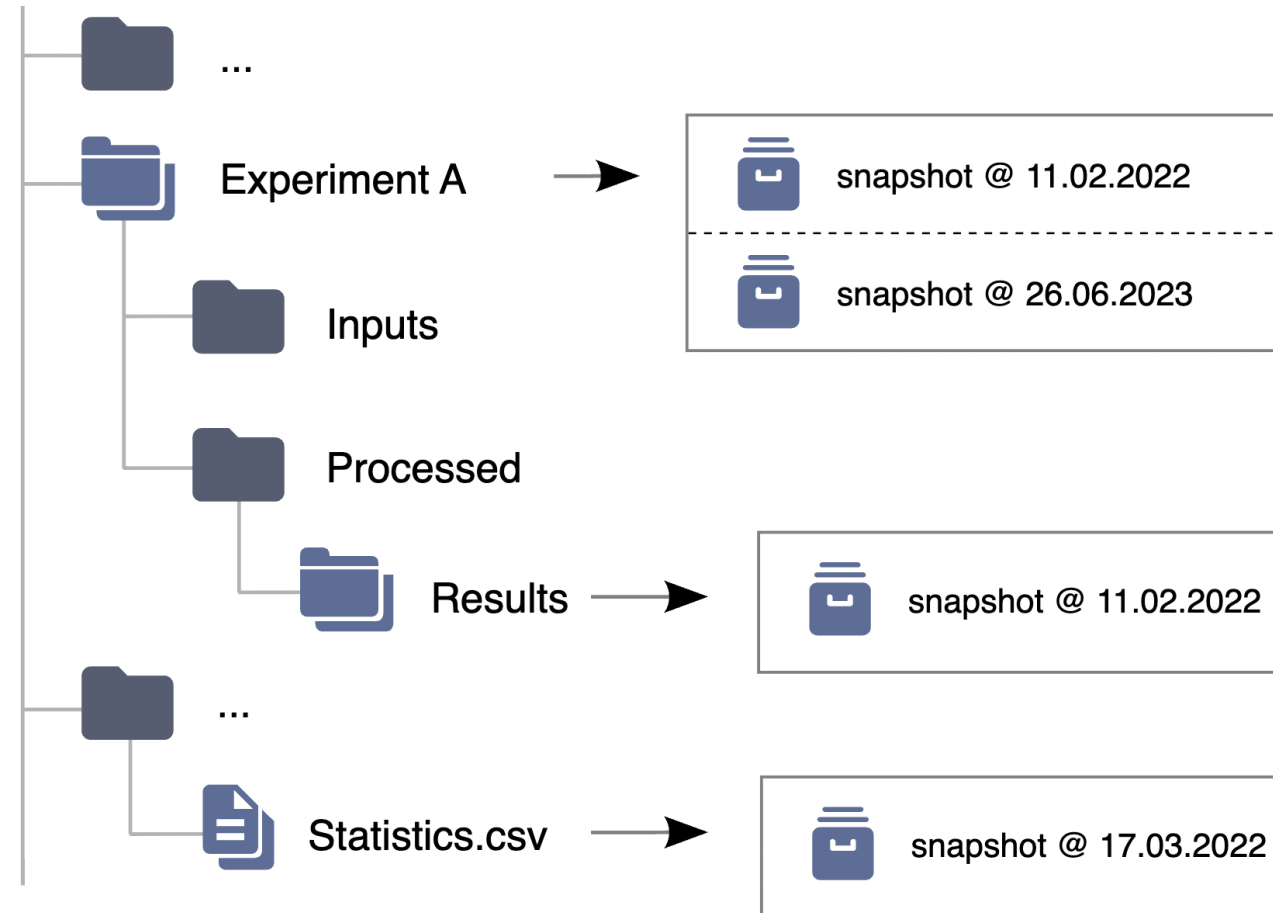 ...
Experiment A
snapshot @ 11.02.2022
snapshot @ 26.06.2023
Inputs
Processed
Results
snapshot @ 11.02.2022
...
Statistics.csv
snapshot @ 17.03.2022